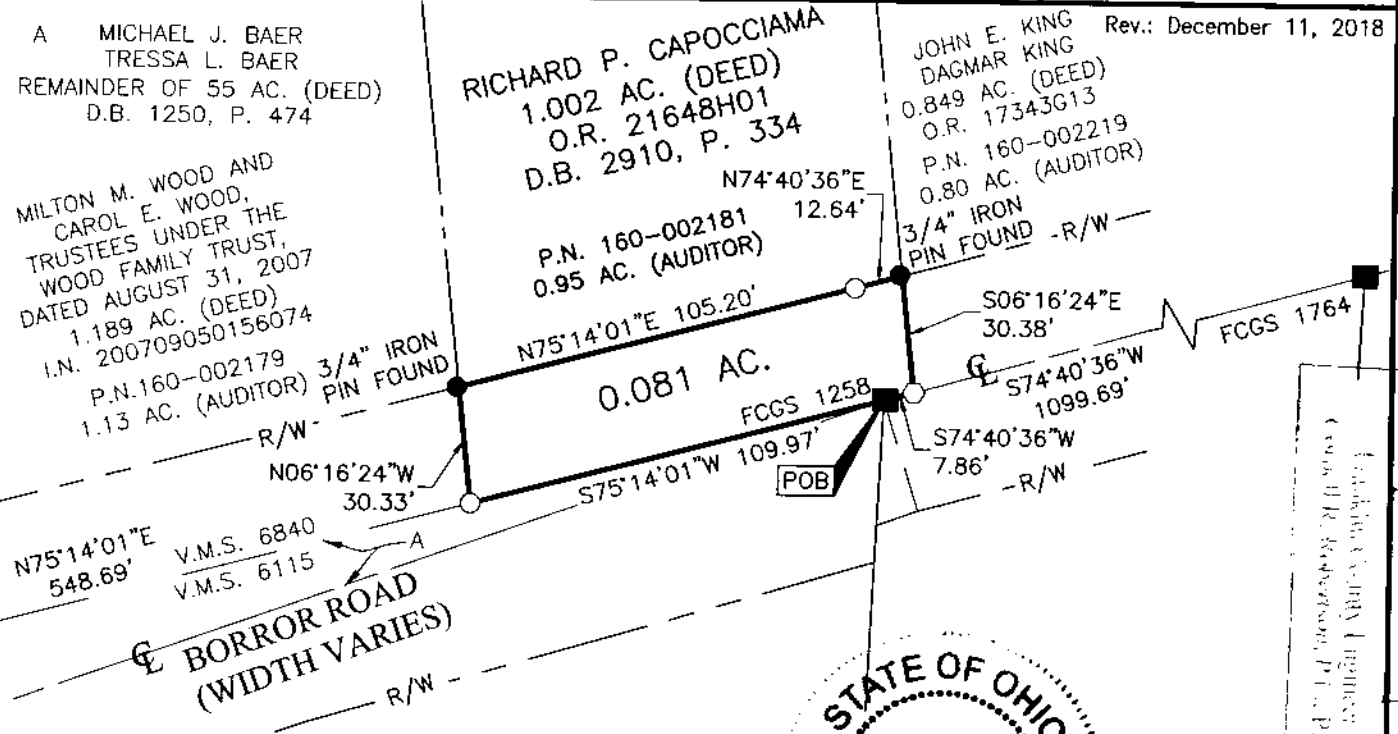 A MICHAEL J. BAER
TRESSA L. BAER
REMAINDER OF 55 AC. (DEED)
D.B. 1250, P. 474
RICHARD P. CAPOCCIAMA
1.002 AC. (DEED)
O.R. 21648H01
D.B. 2910, P. 334
P.N. 160-002181
0.95 AC. (AUDITOR)
JOHN E. KING
DAGMAR KING
0.849 AC. (DEED)
O.R. 17343G13
P.N. 160-002219
0.80 AC. (AUDITOR)
Rev.: December 11, 2018
MILTON M. WOOD AND
CAROL E. WOOD,
TRUSTEES UNDER THE
WOOD FAMILY TRUST,
DATED AUGUST 31, 2007
1.189 AC. (DEED)
I.N. 200709050156074
P.N.160-002179
1.13 AC. (AUDITOR)
3/4" IRON
PIN FOUND
N74°40'36"E
12.64'
3/4" IRON
PIN FOUND
-R/W
N75°14'01"E 105.20'
S06°16'24"E
30.38'
0.081 AC.
FCGS 1258
FCGS 1764
S74°40'36"W
1099.69'
R/W
N06°16'24"W
30.33'
S75°14'01"W 109.97'
POB
S74°40'36"W
7.86'
-R/W
N75°14'01"E
548.69'
V.M.S. 6840
V.M.S. 6115
A
℄ BORROR ROAD
(WIDTH VARIES)
R/W
℄
STATE OF OHIO